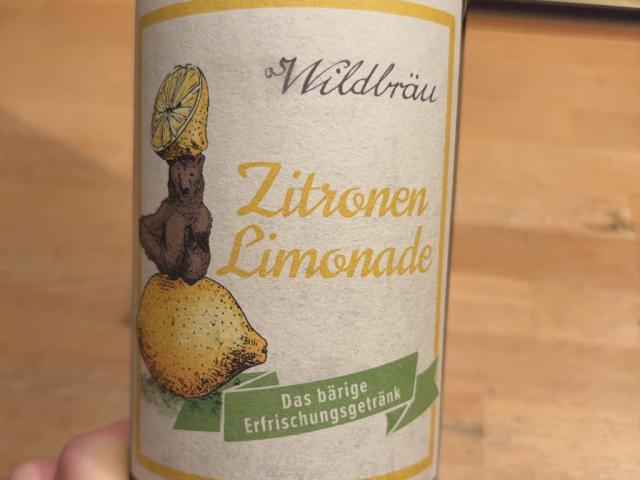 Wildbräu
Zitronen
Limonade
Das bärige
Erfrischungsgetränk